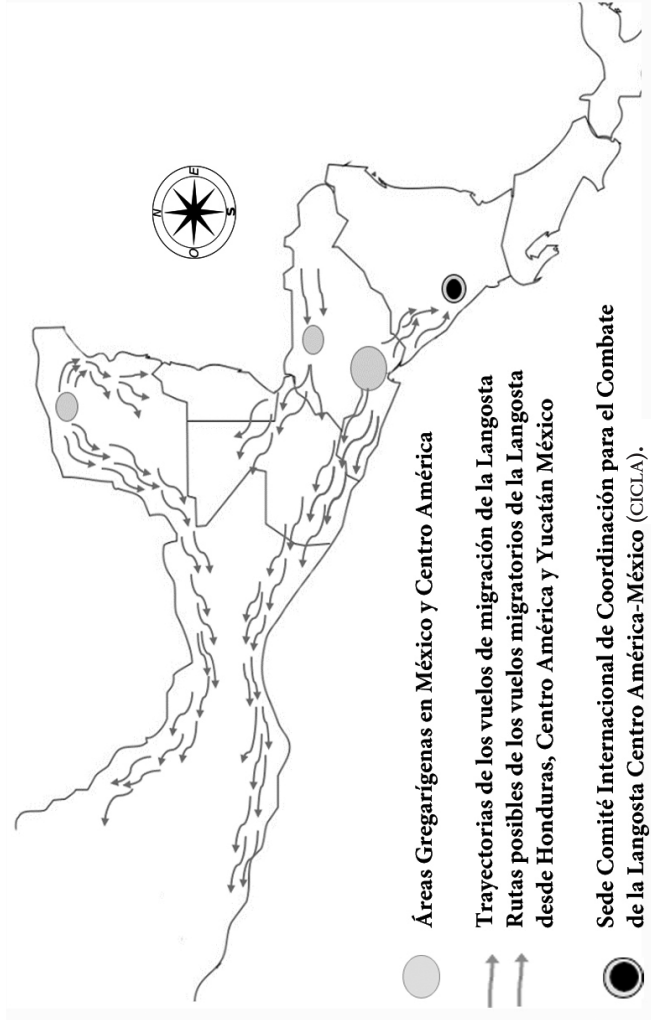 N
E
S
O
Áreas Gregarígenas en México y Centro América
Trayectorias de los vuelos de migración de la Langosta
Rutas posibles de los vuelos migratorios de la Langosta
desde Honduras, Centro América y Yucatán México
Sede Comité Internacional de Coordinación para el Combate
de la Langosta Centro América-México (CICLA).